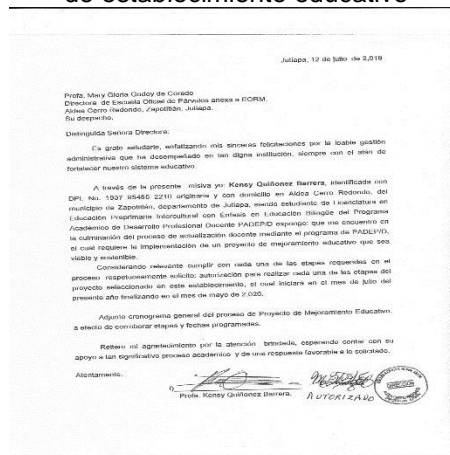 de establecimiento educativo
Jutiapa, 12 de julio de 2,019
Profa. Mary Gloria Godoy de Corado
Directora de Escuela Oficial de Párvulos anexa a EORM.
Aldea Cerro Redondo, Zapotitlán, Jutiapa.
Su despacho.
Distinguida Señora Directora:
Es grato saludarle, enfatizando mis sinceras felicitaciones por la loable gestión
administrativa que ha desempeñado en tan digna institución, siempre con el afán de
fortalecer nuestro sistema educativo.
A través de la presente misiva yo: Kensy Quiñonez Barrera, identificada con
DPI. No. 1937 95485 2210 originaria y con domicilio en Aldea Cerro Redondo, del
municipio de Zapotitlán, departamento de Jutiapa, siendo estudiante de Licenciatura en
Educación Preprimaria Intercultural con Énfasis en Educación Bilingüe del Programa
Académico de Desarrollo Profesional Docente PADEP/D expongo: que me encuentro en
la culminación del proceso de actualización docente mediante el programa de PADEP/D,
el cual requiere la implementación de un proyecto de mejoramiento educativo que sea
viable y sostenible.
Considerando relevante cumplir con cada una de las etapas requeridas en el
proceso respetuosamente solicito: autorización para realizar cada una de las etapas del
proyecto seleccionado en este establecimiento, el cual iniciará en el mes de julio del
presente año finalizando en el mes de mayo de 2,020.
Adjunto cronograma general del proceso de Proyecto de Mejoramiento Educativo,
a efecto de corroborar etapas y fechas programadas.
Reitero mi agradecimiento por la atención brindada, esperando contar con su
apoyo a tan significativo proceso académico y de una respuesta favorable a lo solicitado.
Atentamente.
Profa. Kensy Quiñonez Barrera.
AUTORIZADO
DIRECCIÓN